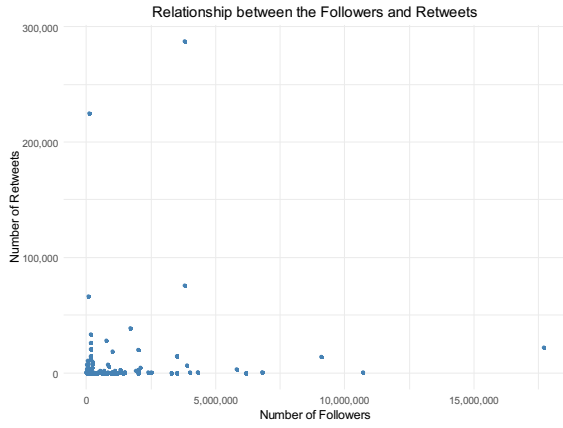 Relationship between the Followers and Retweets
300,000
200,000
100,000
0
Number of Retweets
0
5,000,000
10,000,000
15,000,000
Number of Followers